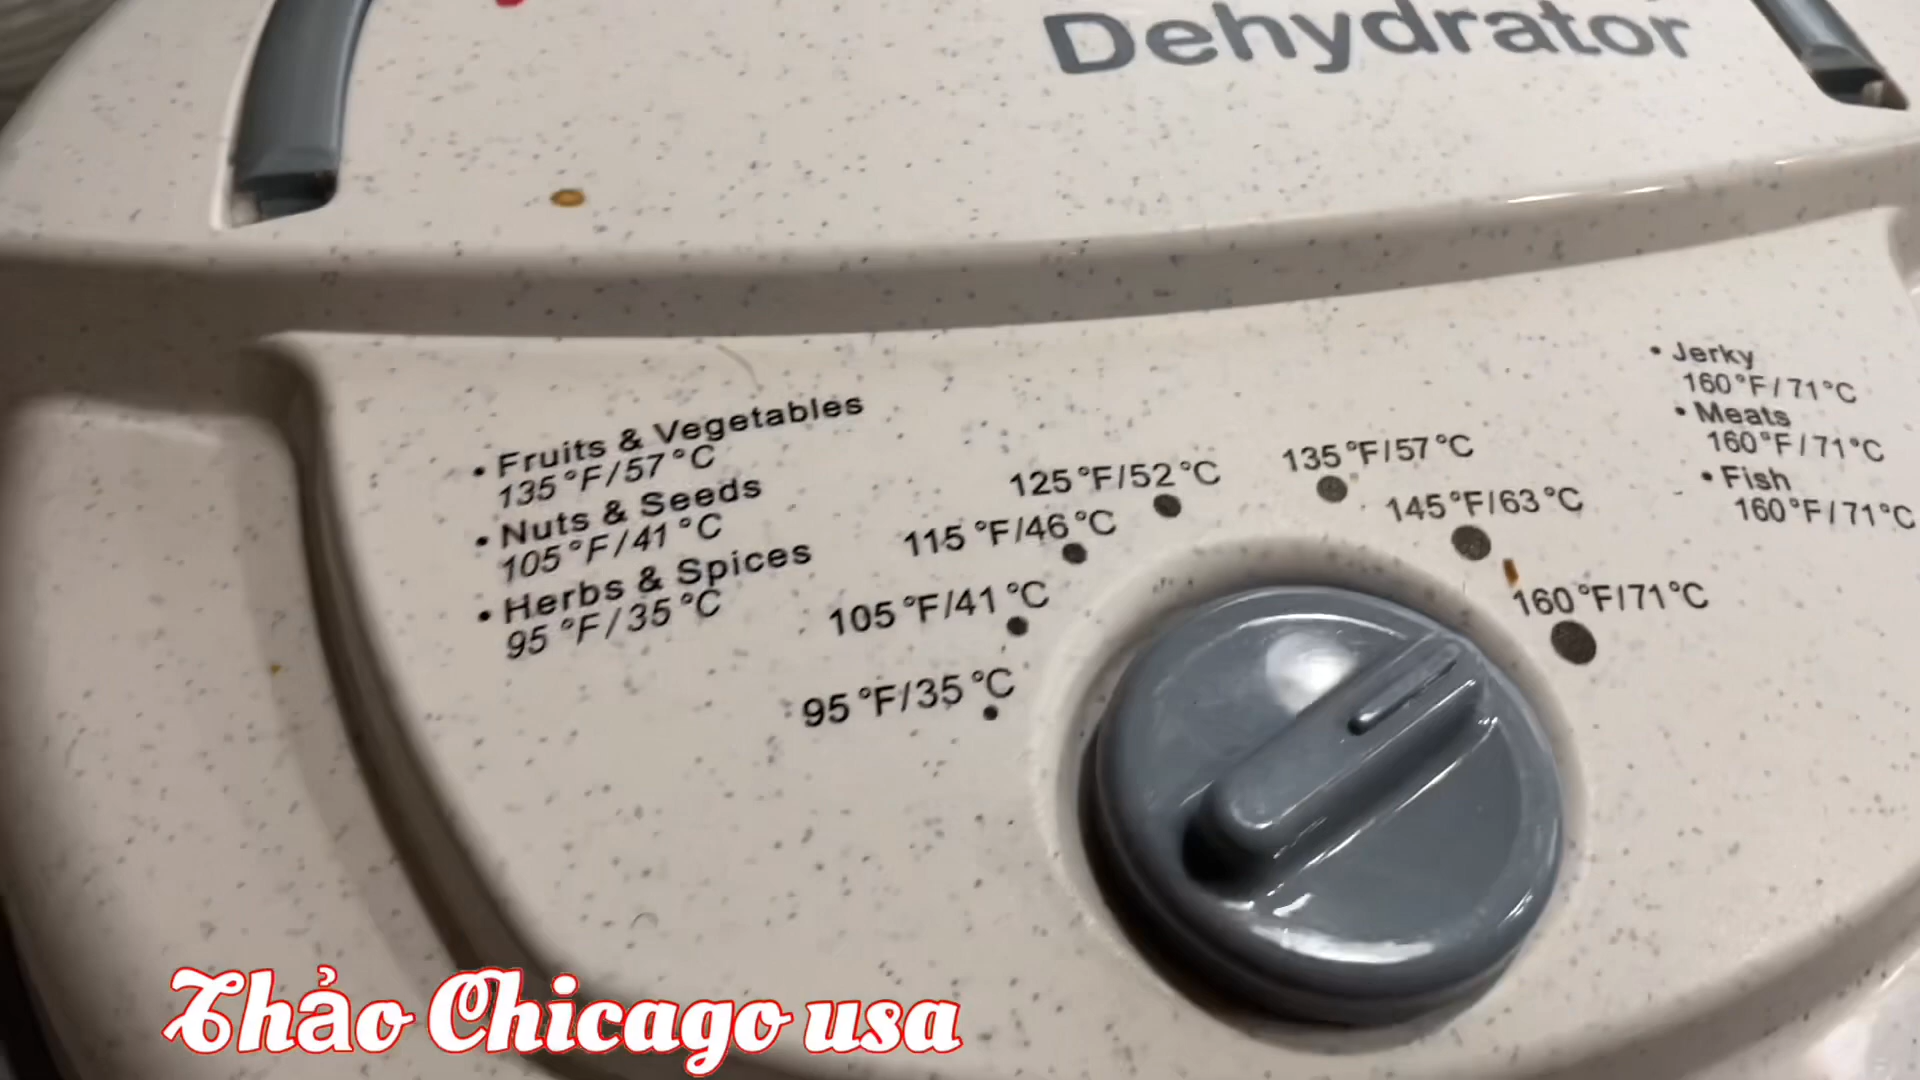 Dehydrator
• Fruits & Vegetables
135°F/57°C
• Nuts & Seeds
105°F/41°C
• Herbs & Spices
95°F/35°C
95°F/35°C
105°F/41°C
115°F/46°C
125°F/52°C
135°F/57°C
145°F/63°C
160°F/71°C
• Jerky
160°F/71°C
• Meats
160°F/71°C
• Fish
160°F/71°C
Thảo Chicago usa